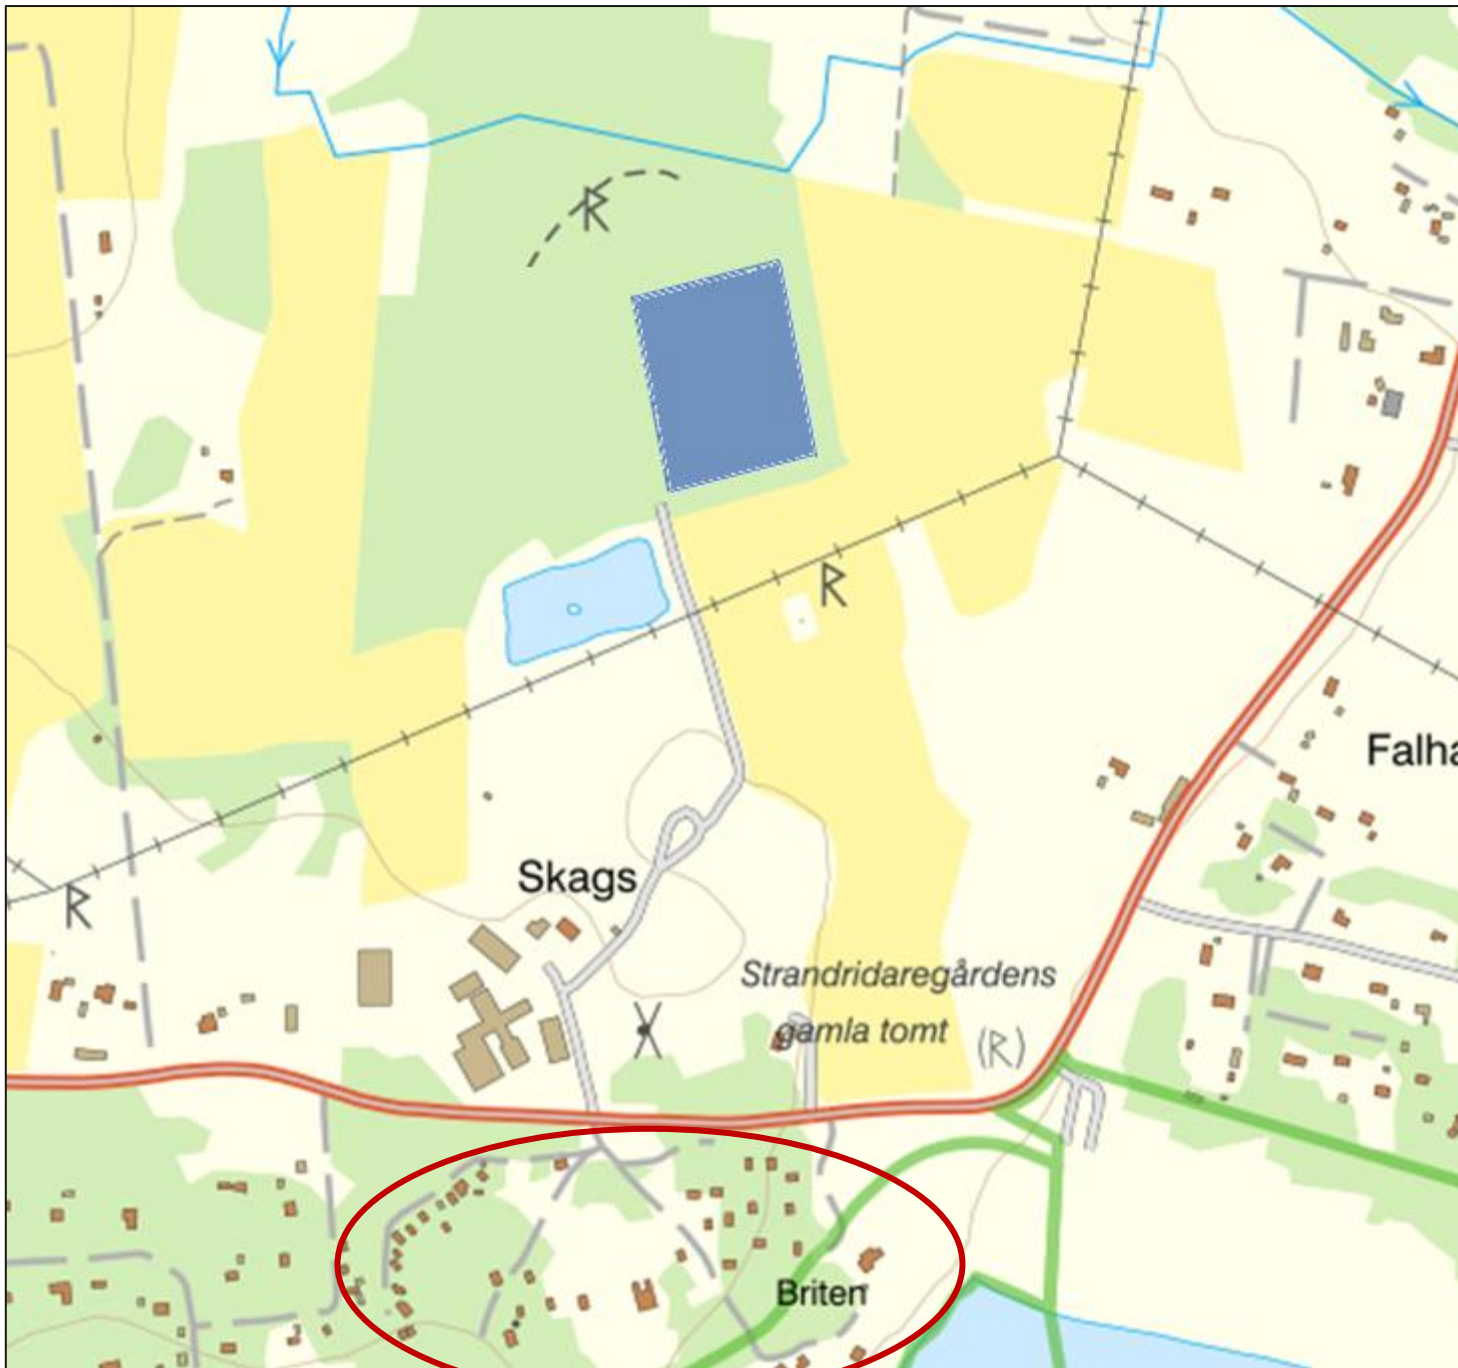 R
R
Falha
Skags
R
Strandridaregårdens
gamla tomt (R)
Briten